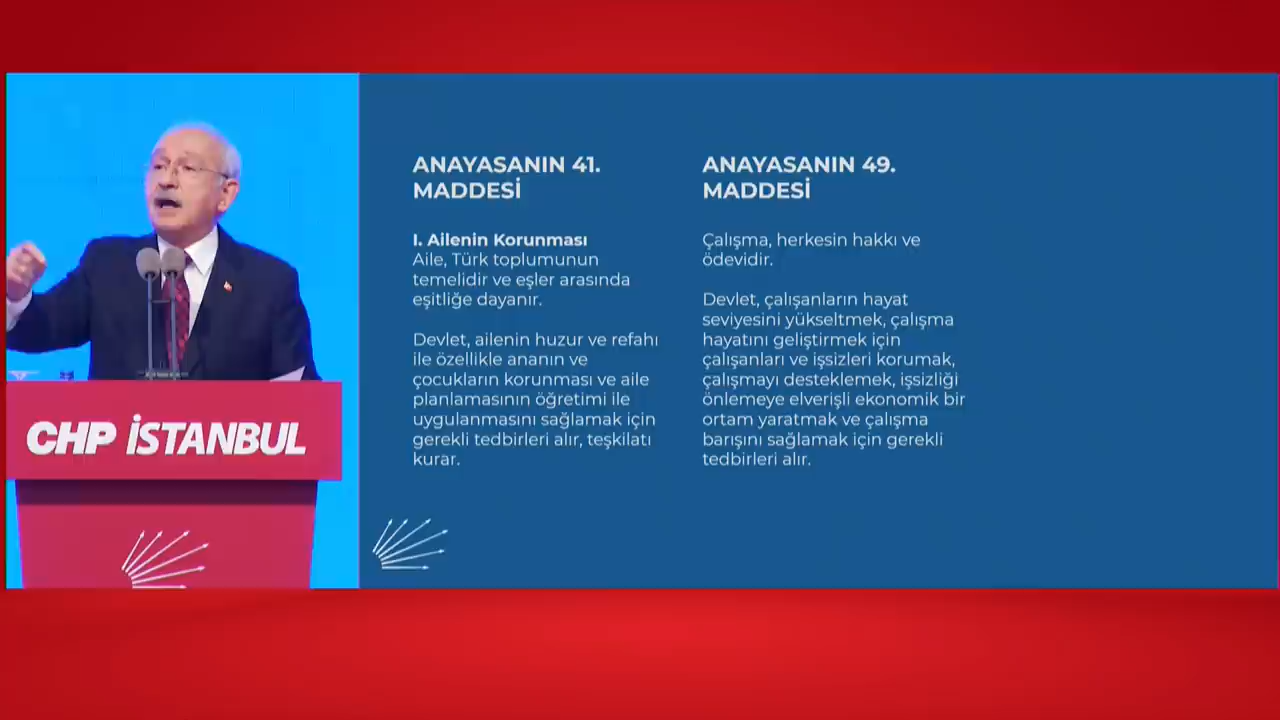 CHP İSTANBUL
ANAYASANIN 41.
MADDESİ
I. Ailenin Korunması
Aile, Türk toplumunun
temelidir ve eşler arasında
eşitliğe dayanır.
Devlet, ailenin huzur ve refahı
ile özellikle ananın ve
çocukların korunması ve aile
planlamasının öğretimi ile
uygulanmasını sağlamak için
gerekli tedbirleri alır, teşkilatı
kurar.
ANAYASANIN 49.
MADDESİ
Çalışma, herkesin hakkı ve
ödevidir.
Devlet, çalışanların hayat
seviyesini yükseltmek, çalışma
hayatını geliştirmek için
çalışanları ve işsizleri korumak,
çalışmayı desteklemek, işsizliği
önlemeye elverişli ekonomik bir
ortam yaratmak ve çalışma
barışını sağlamak için gerekli
tedbirleri alır.